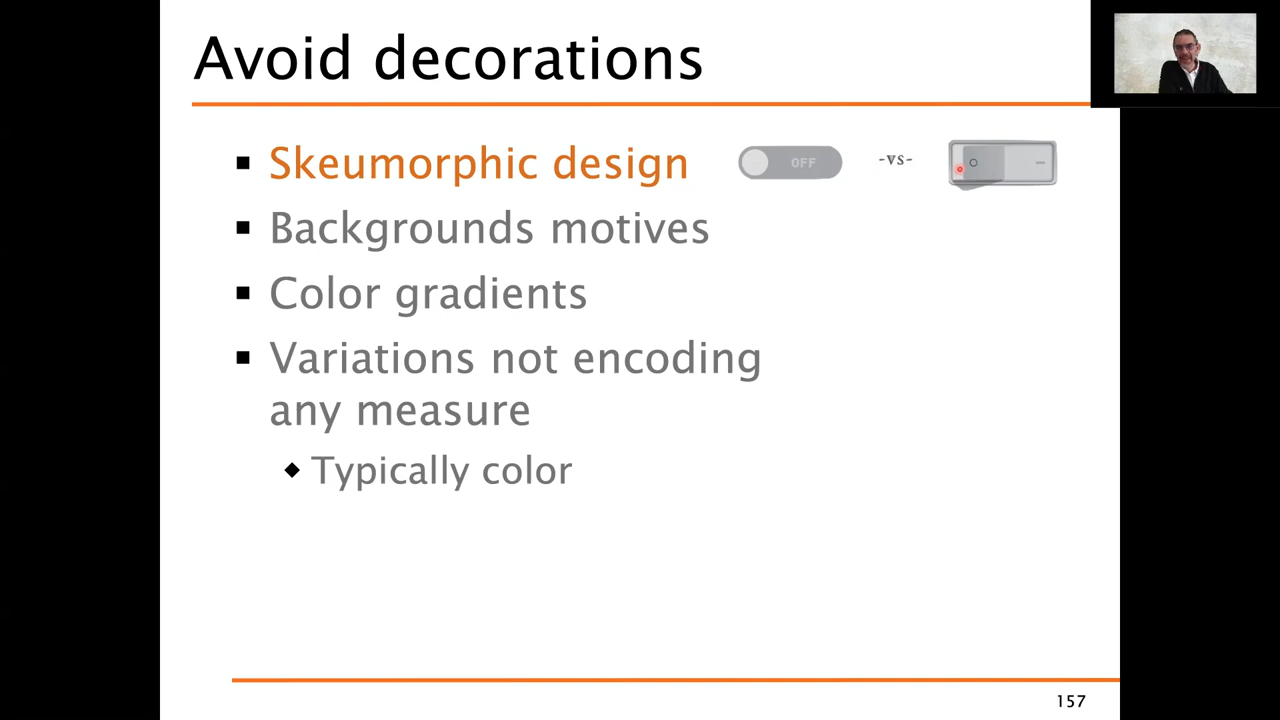 Avoid decorations
Skeumorphic design
OFF
-vs-
Backgrounds motives
Color gradients
Variations not encoding
any measure
Typically color
157